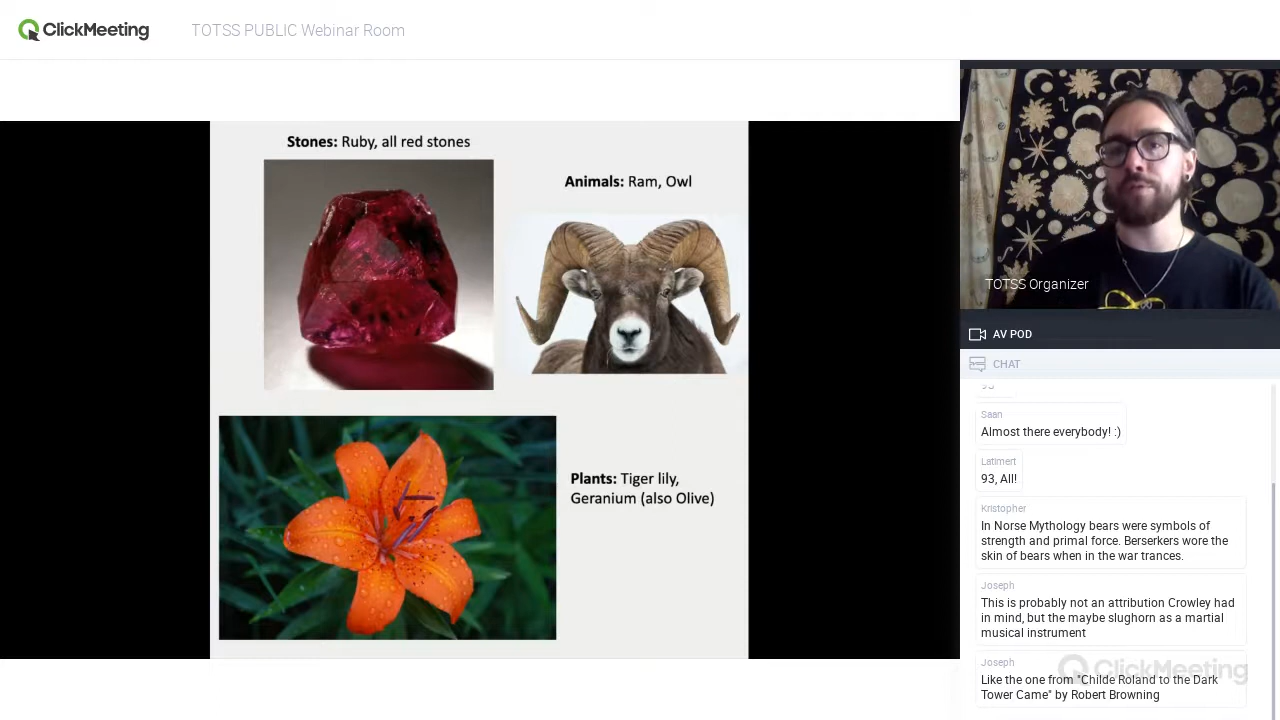 ClickMeeting
TOTSS PUBLIC Webinar Room
Stones: Ruby, all red stones
Animals: Ram, Owl
Plants: Tiger lily,
Geranium (also Olive)
TOTSS Organizer
AV POD
CHAT
Saan
Almost there everybody! :)
Latimert
93, All!
Kristopher
In Norse Mythology bears were symbols of
strength and primal force. Berserkers wore the
skin of bears when in the war trances.
Joseph
This is probably not an attribution Crowley had
in mind, but the maybe slughorn as a martial
musical instrument
Joseph
Like the one from "Childe Roland to the Dark
Tower Came" by Robert Browning
ClickMeeting